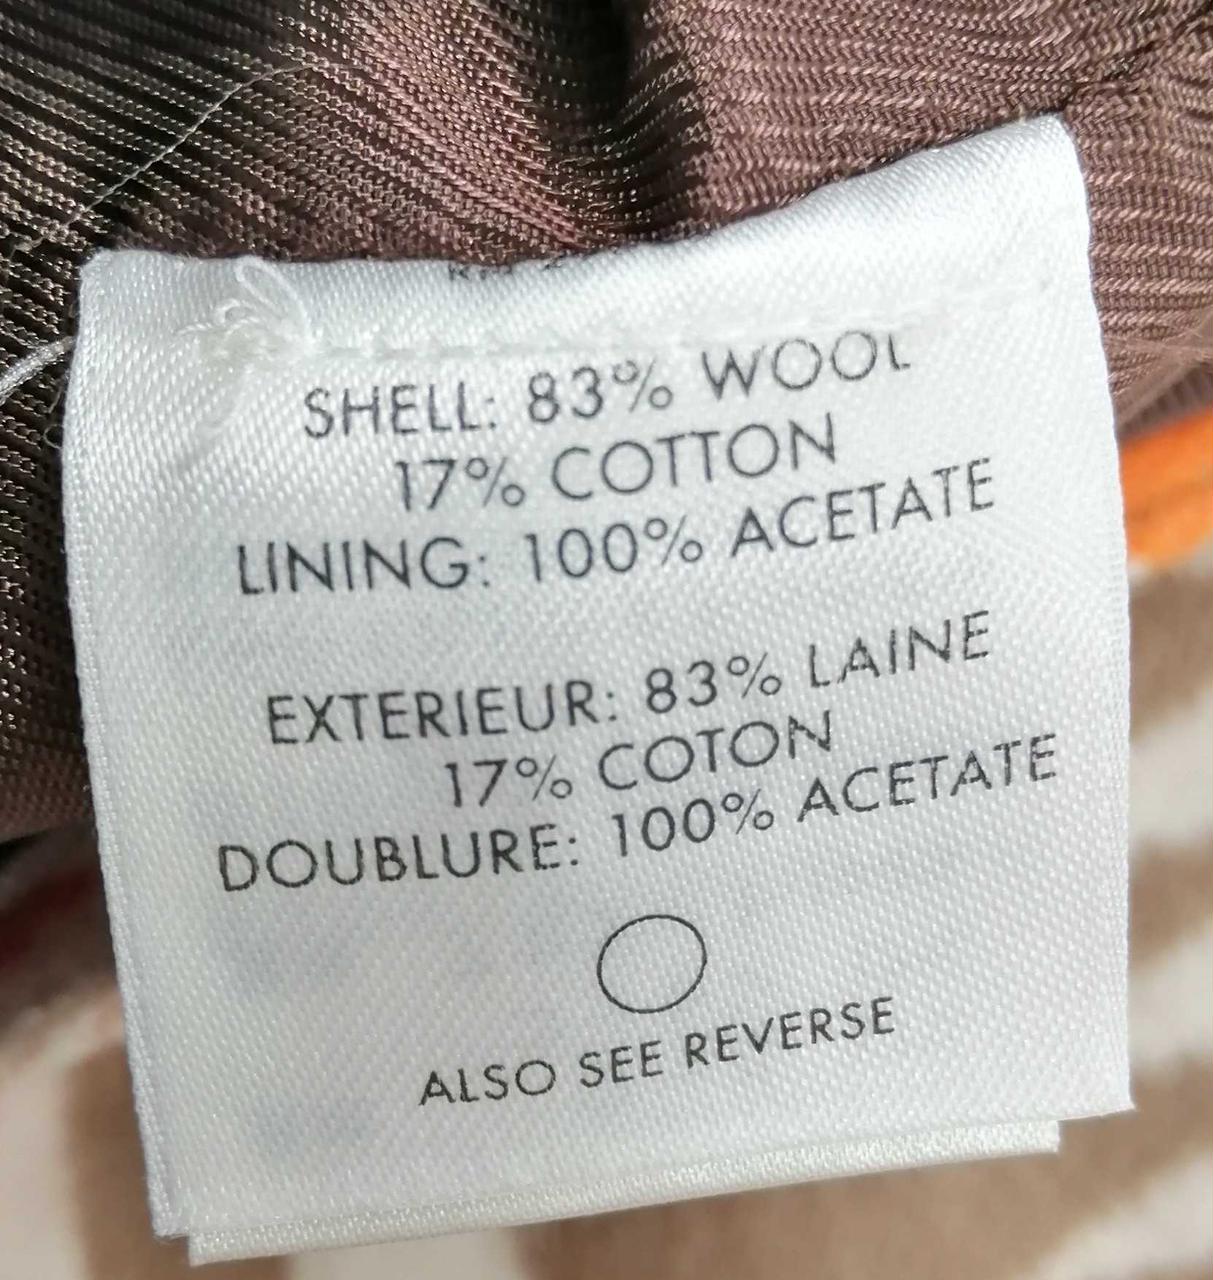 SHELL: 83% WOOL
17% COTTON
LINING: 100% ACETATE
EXTERIEUR: 83% LAINE
17% COTON
DOUBLURE: 100% ACETATE
ALSO SEE REVERSE